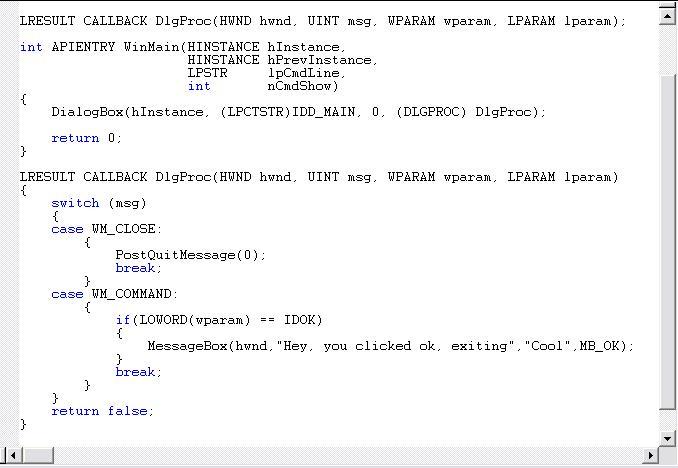 LRESULT CALLBACK DlgProc(HWND hwnd, UINT msg, WPARAM wparam, LPARAM lparam);

int APIENTRY WinMain(HINSTANCE hInstance,
                     HINSTANCE hPrevInstance,
                     LPSTR     lpCmdLine,
                     int       nCmdShow)
{
    DialogBox(hInstance, (LPCTSTR)IDD_MAIN, 0, (DLGPROC) DlgProc);

    return 0;
}

LRESULT CALLBACK DlgProc(HWND hwnd, UINT msg, WPARAM wparam, LPARAM lparam)
{
    switch (msg)
    {
    case WM_CLOSE:
        {
            PostQuitMessage(0);
            break;
        }
    case WM_COMMAND:
        {
            if(LOWORD(wparam) == IDOK)
            {
                MessageBox(hwnd,"Hey, you clicked ok, exiting","Cool",MB_OK);
            }
            break;
        }
    }
    return false;
}